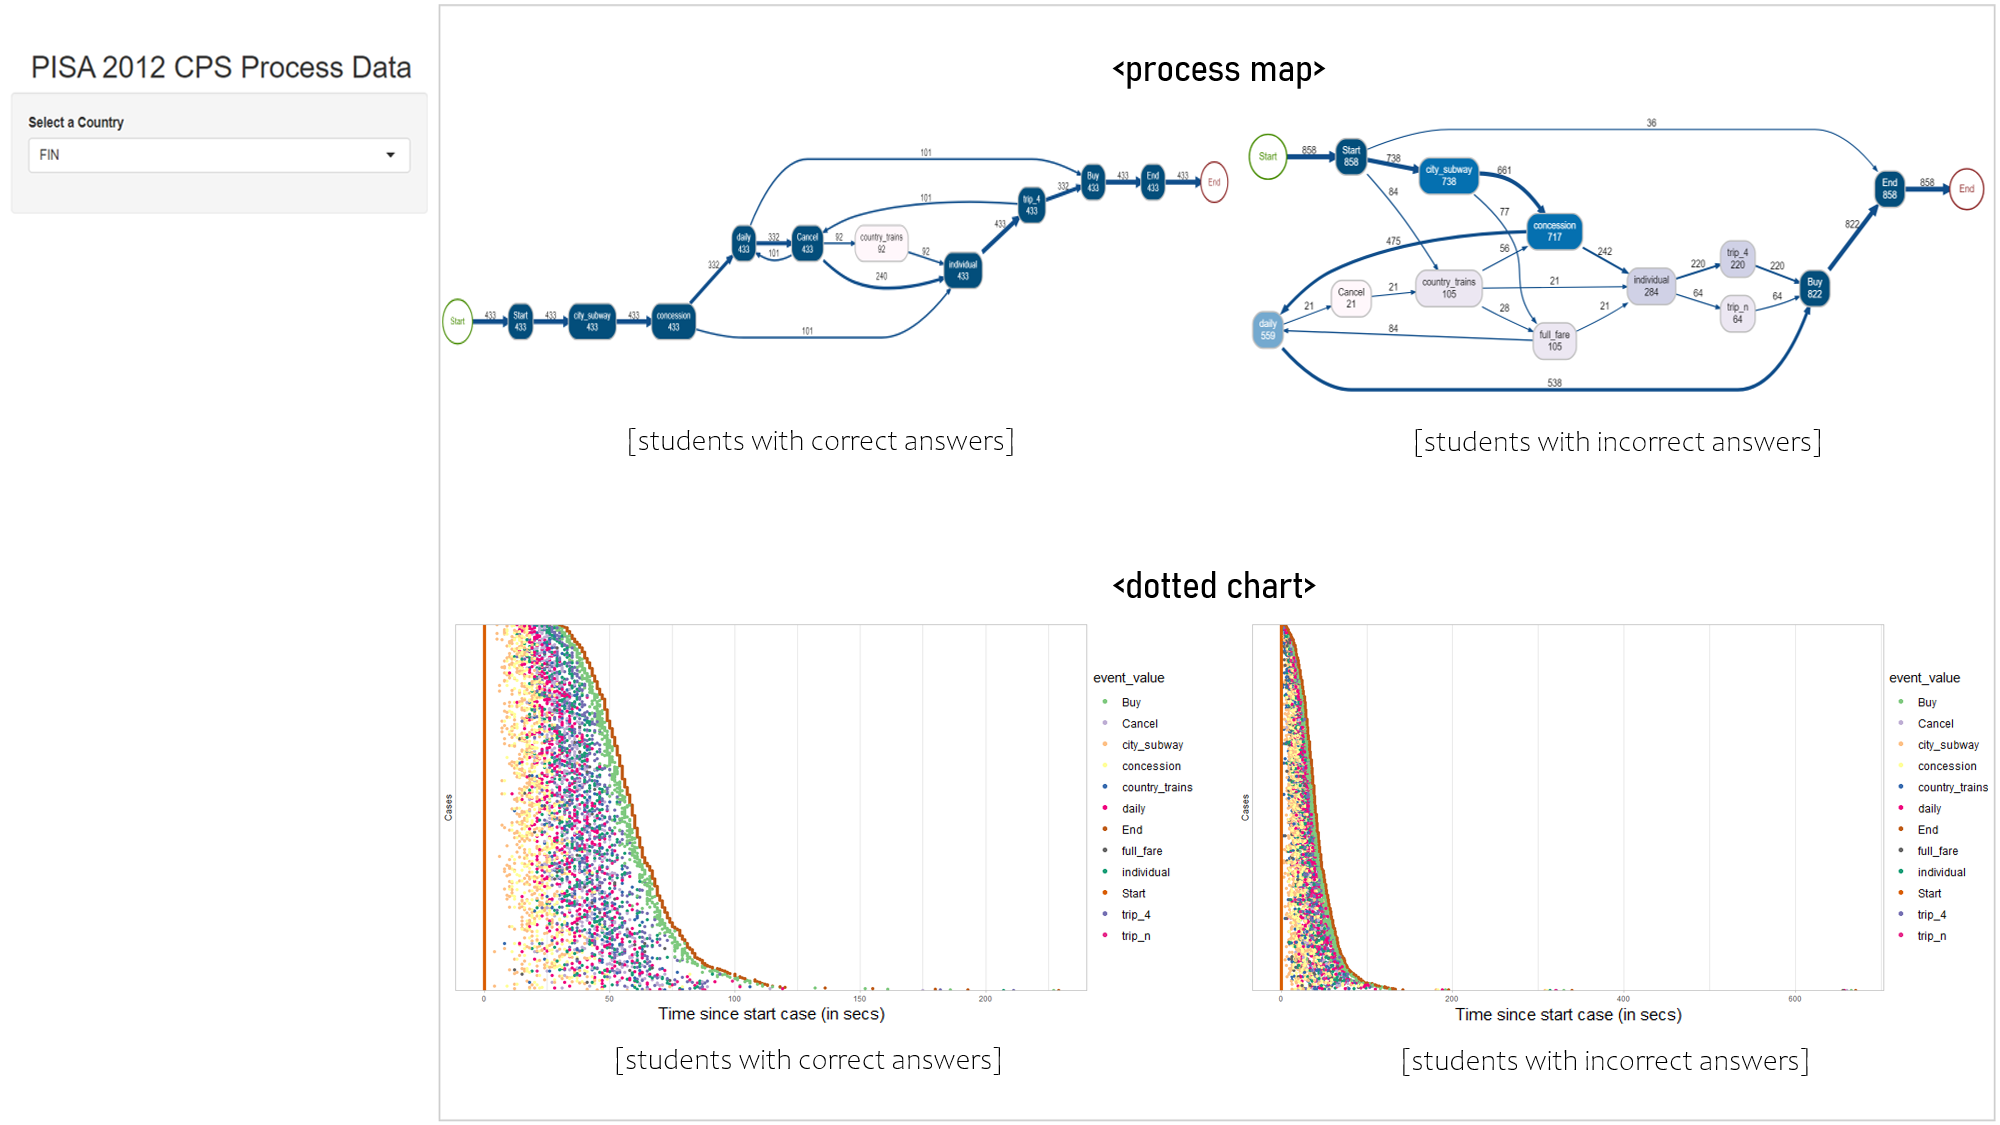 PISA 2012 CPS Process Data
Select a Country
FIN
<process map>
Start
433
Start
433
433
city_subway
433
433
concession
433
332
101
daily
433
332
101
101
Cancel
433
92
240
country_trains
92
92
individual
433
433
101
trip_4
433
332
Buy
433
433
End
433
433
End
[students with correct answers]
Start
858
Start
858
738
84
36
city_subway
738
661
77
concession
717
475
56
242
country_trains
105
21
28
Cancel
21
21
21
daily
559
84
full_fare
105
21
individual
284
220
64
trip_4
220
220
trip_n
64
64
Buy
822
822
538
End
858
858
End
[students with incorrect answers]
<dotted chart>
Cases
0
50
100
150
200
Time since start case (in secs)
event_value
Buy
Cancel
city_subway
concession
country_trains
daily
End
full_fare
individual
Start
trip_4
trip_n
[students with correct answers]
Cases
0
200
400
600
Time since start case (in secs)
event_value
Buy
Cancel
city_subway
concession
country_trains
daily
End
full_fare
individual
Start
trip_4
trip_n
[students with incorrect answers]